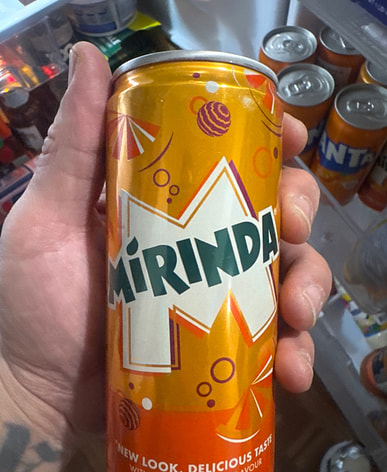 MiRINDA
"NEW LOOK, DELICIOUS TASTE
FANTA